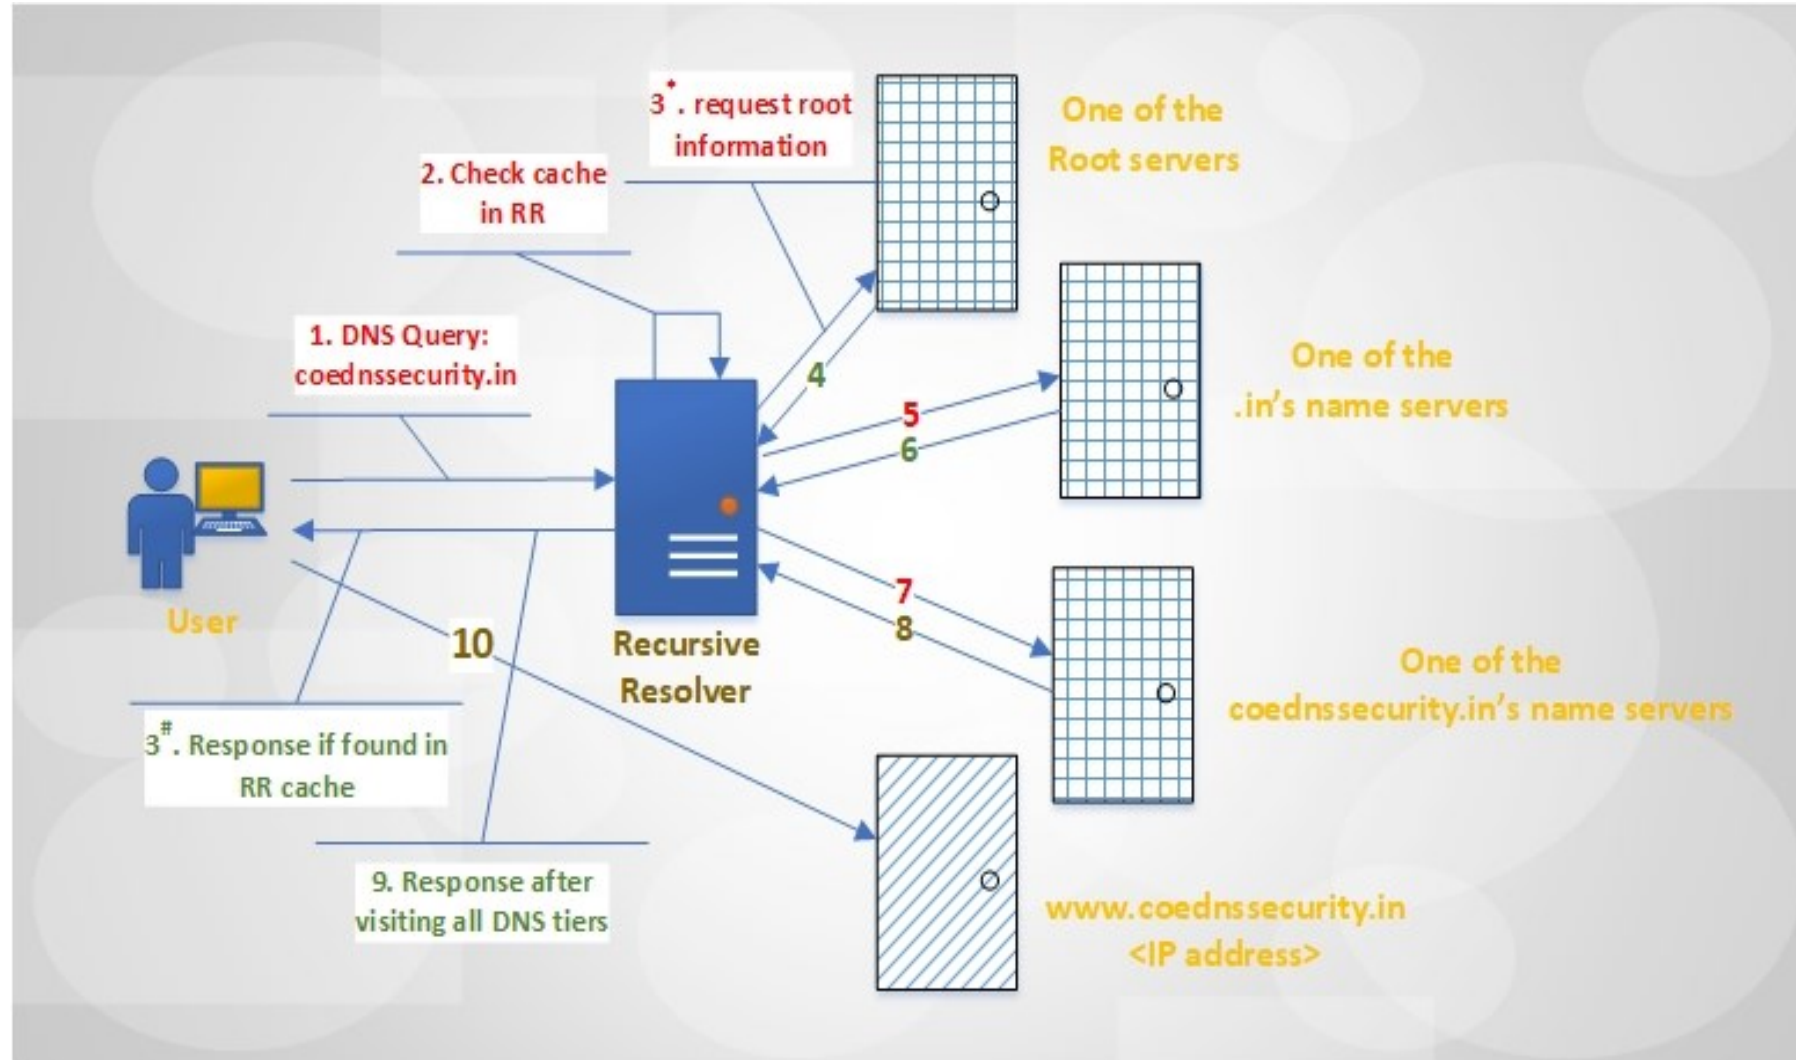 3*. request root
information
One of the
Root servers
2. Check cache
in RR
1. DNS Query:
coednssecurity.in
4
One of the
.in's name servers
5
6
User
Recursive
Resolver
7
8
10
One of the
coednssecurity.in's name servers
3#. Response if found in
RR cache
9. Response after
visiting all DNS tiers
www.coednssecurity.in
<IP address>